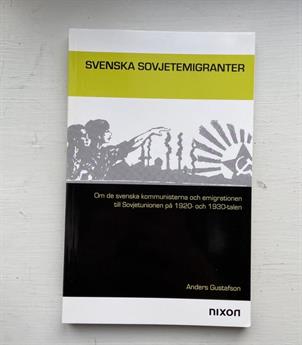 SVENSKA SOVJETEMIGRANTER
Om de svenska kommunisterna och emigrationen
till Sovjetunionen på 1920- och 1930-talen
Anders Gustafson
nixon